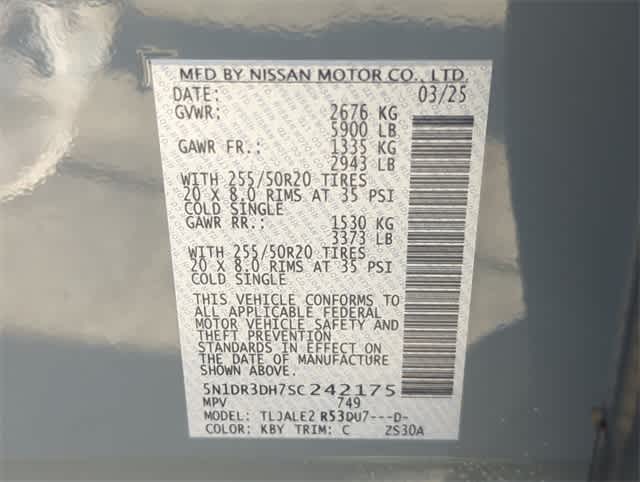 MFD BY NISSAN MOTOR CO., LTD.
DATE: 03/25
GVWR: 2676 KG
5900 LB
GAWR FR.: 1335 KG
2943 LB
WITH 255/50R20 TIRES
20 X 8.0 RIMS AT 35 PSI
COLD SINGLE
GAWR RR.: 1530 KG
3373 LB
WITH 255/50R20 TIRES
20 X 8.0 RIMS AT 35 PSI
COLD SINGLE
THIS VEHICLE CONFORMS TO
ALL APPLICABLE FEDERAL
MOTOR VEHICLE SAFETY AND
THEFT PREVENTION
STANDARDS IN EFFECT ON
THE DATE OF MANUFACTURE
SHOWN ABOVE.
5N1DR3DH7SC242175
MPV 749
MODEL: TLJALE2 R53DU7---D-
COLOR: KBY TRIM: C ZS30A